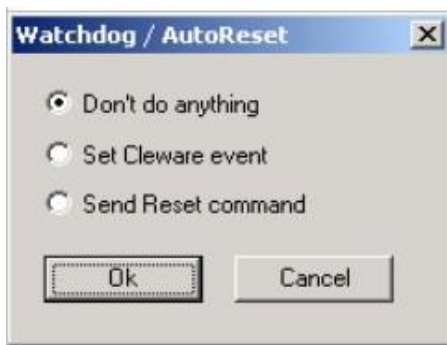 Watchdog / AutoReset
Don't do anything
Set Cleware event
Send Reset command
Ok
Cancel